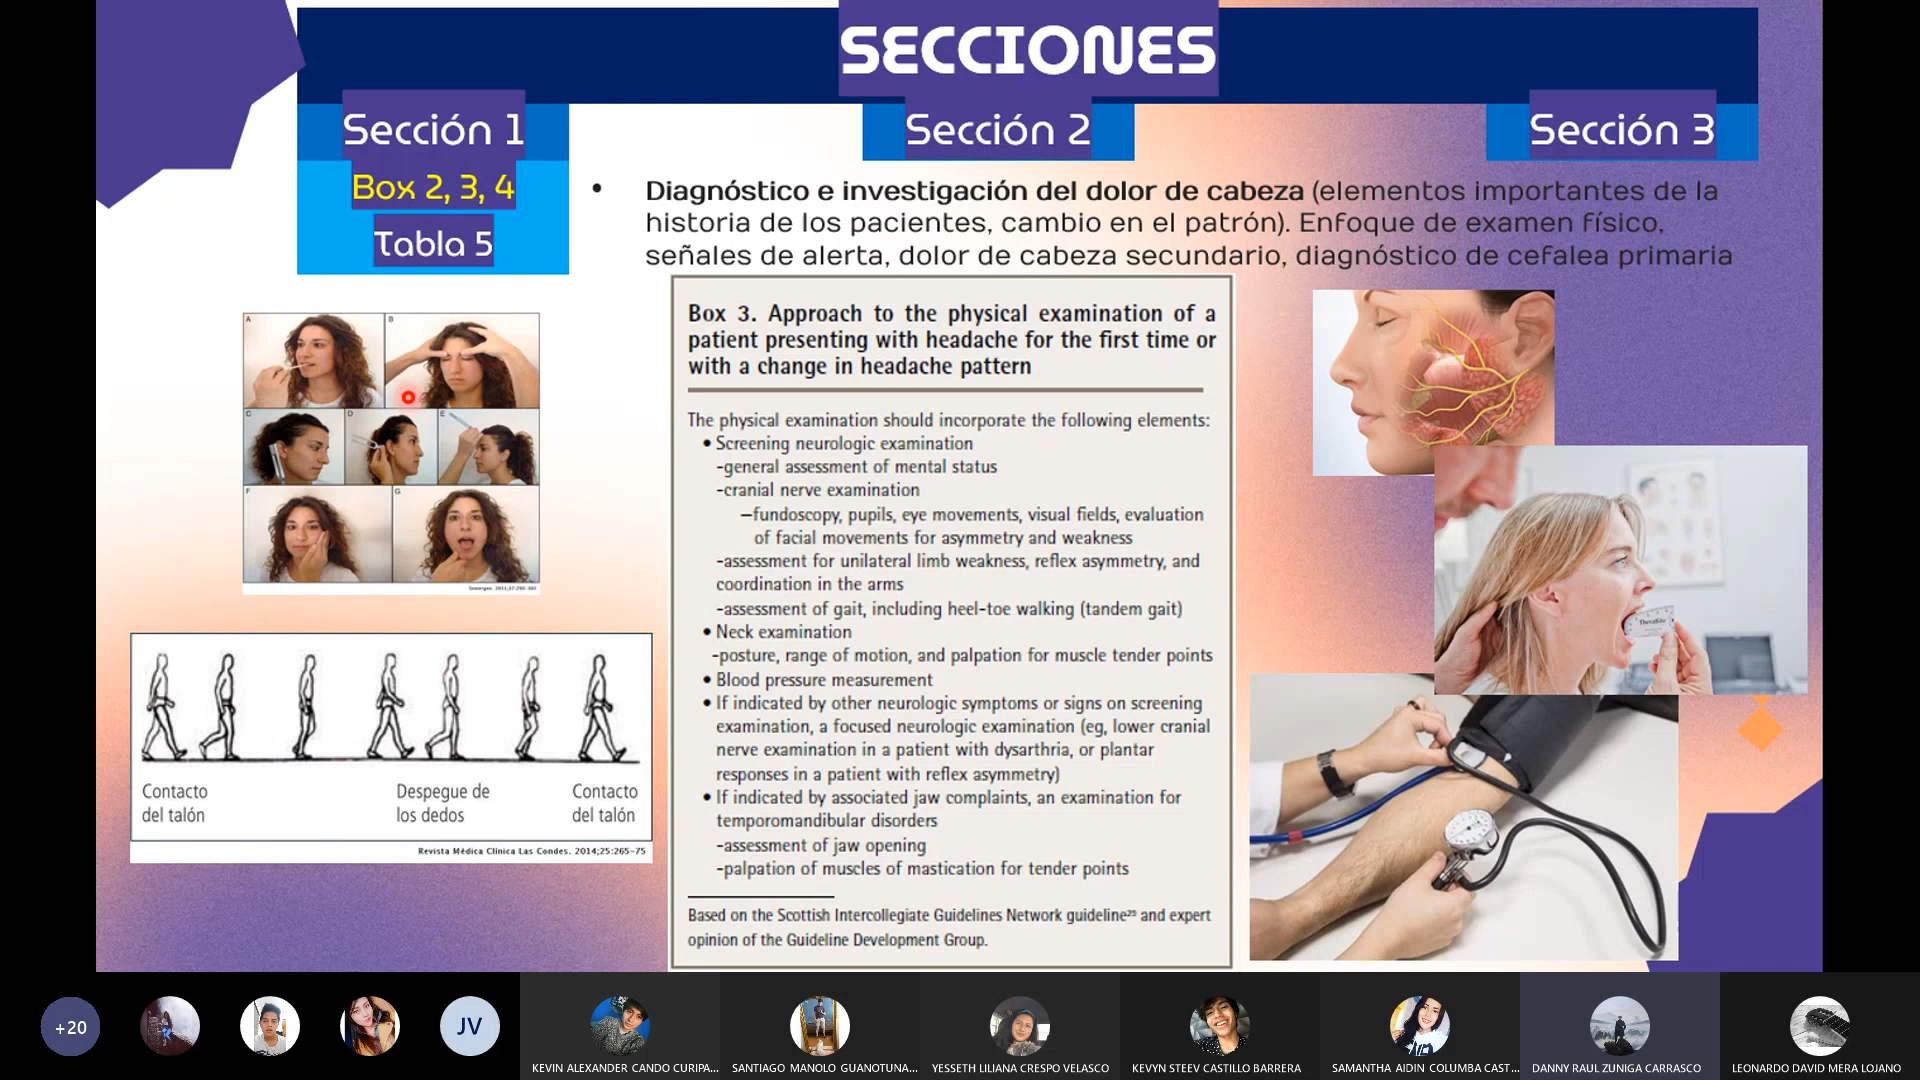 SECCIONES
Sección 1
Sección 2
Sección 3
Box 2, 3, 4
Tabla 5
• Diagnóstico e investigación del dolor de cabeza (elementos importantes de la
historia de los pacientes, cambio en el patrón). Enfoque de examen físico,
señales de alerta, dolor de cabeza secundario, diagnóstico de cefalea primaria
A
B
C
D
E
F
G
Contacto
del talón
Despegue de
los dedos
Contacto
del talón
Revista Médica Clínica Las Condes. 2014;25:265-75
Box 3. Approach to the physical examination of a
patient presenting with headache for the first time or
with a change in headache pattern
The physical examination should incorporate the following elements:
• Screening neurologic examination
-general assessment of mental status
-cranial nerve examination
—fundoscopy, pupils, eye movements, visual fields, evaluation
of facial movements for asymmetry and weakness
-assessment for unilateral limb weakness, reflex asymmetry, and
coordination in the arms
-assessment of gait, including heel-toe walking (tandem gait)
• Neck examination
-posture, range of motion, and palpation for muscle tender points
• Blood pressure measurement
• If indicated by other neurologic symptoms or signs on screening
examination, a focused neurologic examination (eg, lower cranial
nerve examination in a patient with dysarthria, or plantar
responses in a patient with reflex asymmetry)
• If indicated by associated jaw complaints, an examination for
temporomandibular disorders
-assessment of jaw opening
-palpation of muscles of mastication for tender points
Based on the Scottish Intercollegiate Guidelines Network guideline²⁵ and expert
opinion of the Guideline Development Group.
TheraBite
+20
JV
KEVIN ALEXANDER CANDO CURIPA...
SANTIAGO MANOLO GUANOTUNA...
YESSETH LILIANA CRESPO VELASCO
KEVYN STEEV CASTILLO BARRERA
SAMANTHA AIDIN COLUMBA CAST...
DANNY RAUL ZUNIGA CARRASCO
LEONARDO DAVID MERA LOJANO